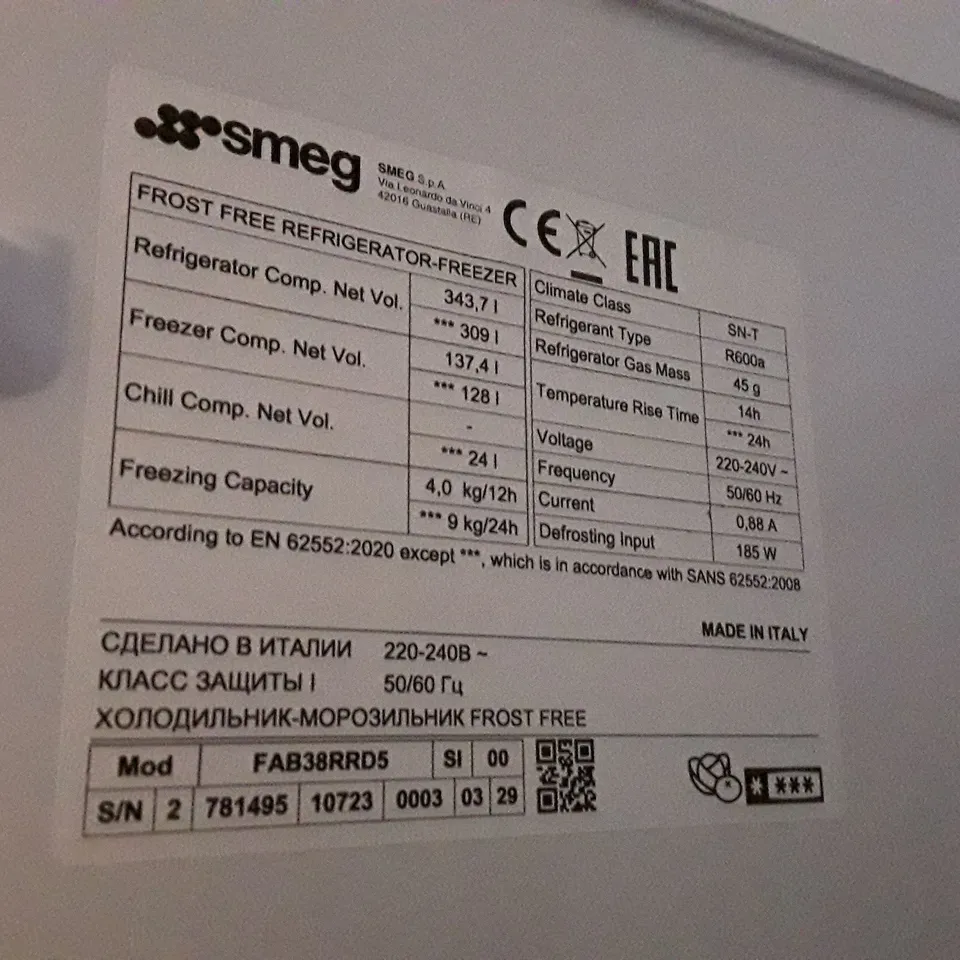 smeg
SMEG S.p.A.
Via Leonardo da Vinci 4
42016 Guastalla (RE)
CE
EAC
FROST FREE REFRIGERATOR-FREEZER
Refrigerator Comp. Net Vol.
343,7 l
*** 309 l
Freezer Comp. Net Vol.
137,4 l
*** 128 l
Chill Comp. Net Vol.
-
*** 24 l
Freezing Capacity
4,0 kg/12h
*** 9 kg/24h
Climate Class SN-T
Refrigerant Type R600a
Refrigerator Gas Mass 45 g
Temperature Rise Time
14h
*** 24h
Voltage 220-240V ~
Frequency 50/60 Hz
Current 0,88 A
Defrosting Input 185 W
According to EN 62552:2020 except ***, which is in accordance with SANS 62552:2008
MADE IN ITALY
СДЕЛАНО В ИТАЛИИ 220-240В ~
КЛАСС ЗАЩИТЫ I 50/60 Гц
ХОЛОДИЛЬНИК-МОРОЗИЛЬНИК FROST FREE
Mod FAB38RRD5 SI 00
S/N 2 781495 10723 0003 03 29
* ***